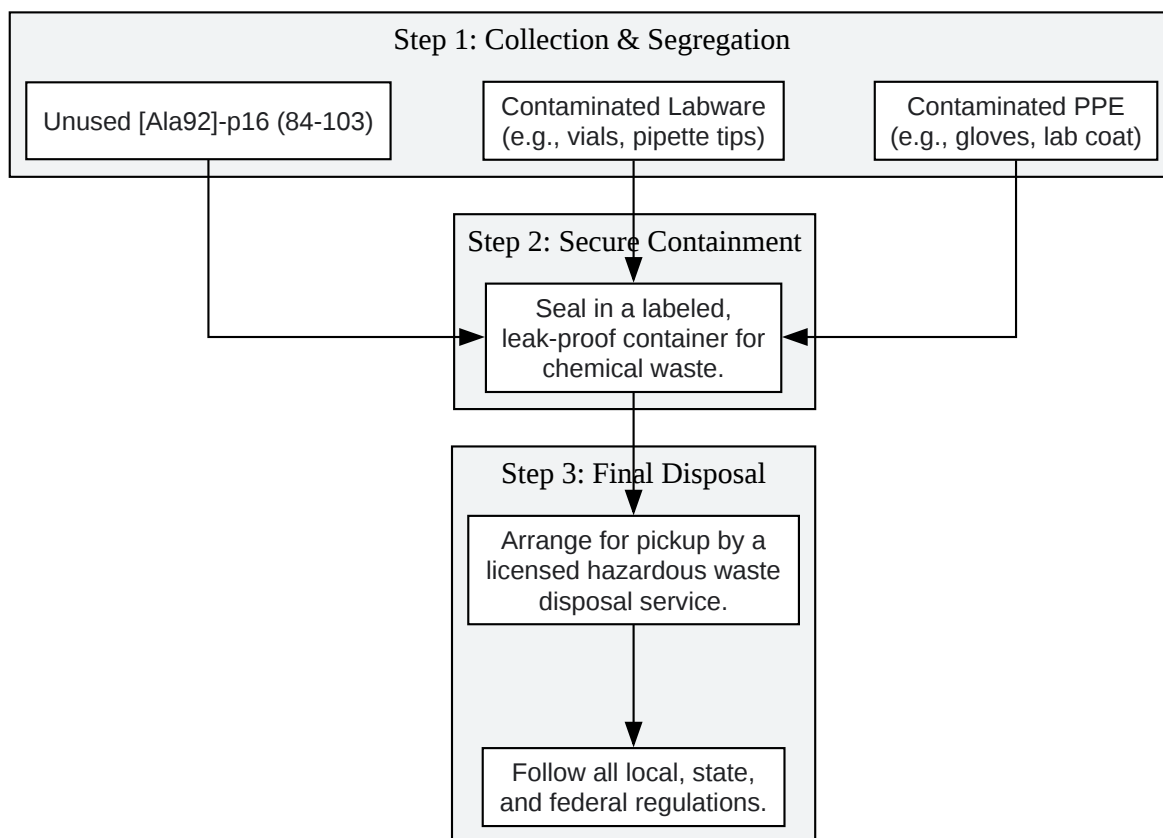 Step 1: Collection & Segregation
Unused [Ala92]-p16 (84-103)
Contaminated Labware
(e.g., vials, pipette tips)
Contaminated PPE
(e.g., gloves, lab coat)
Step 2: Secure Containment
Seal in a labeled,
leak-proof container for
chemical waste.
Step 3: Final Disposal
Arrange for pickup by a
licensed hazardous waste
disposal service.
Follow all local, state,
and federal regulations.